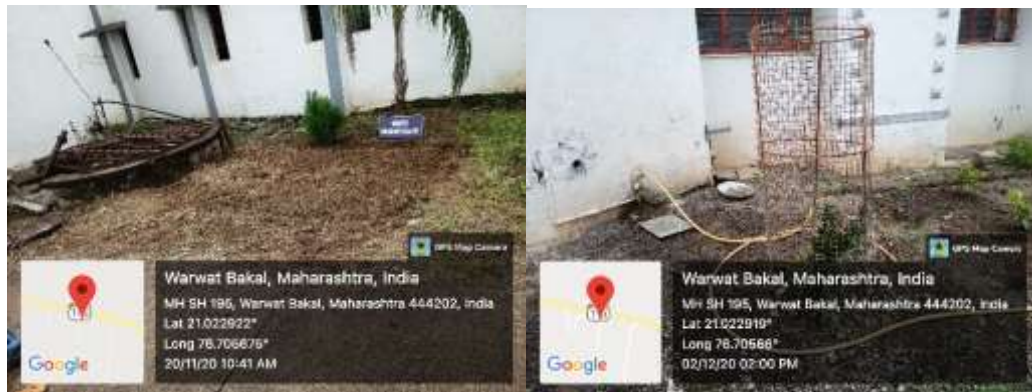 GPS Map Camera
Warwat Bakal, Maharashtra, India
MH SH 195, Warwat Bakal, Maharashtra 444202, India
Lat 21.022922°
Long 76.705675°
20/11/20 10:41 AM
Google
GPS Map Camera
Warwat Bakal, Maharashtra, India
MH SH 195, Warwat Bakal, Maharashtra 444202, India
Lat 21.022919°
Long 76.70566°
02/12/20 02:00 PM
Google